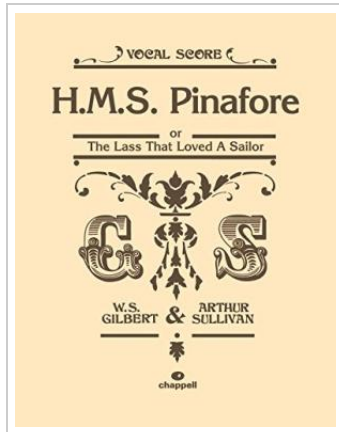 VOCAL SCORE
H.M.S. Pinafore
or
The Lass That Loved A Sailor
G S
W.S. GILBERT & ARTHUR SULLIVAN
chappell